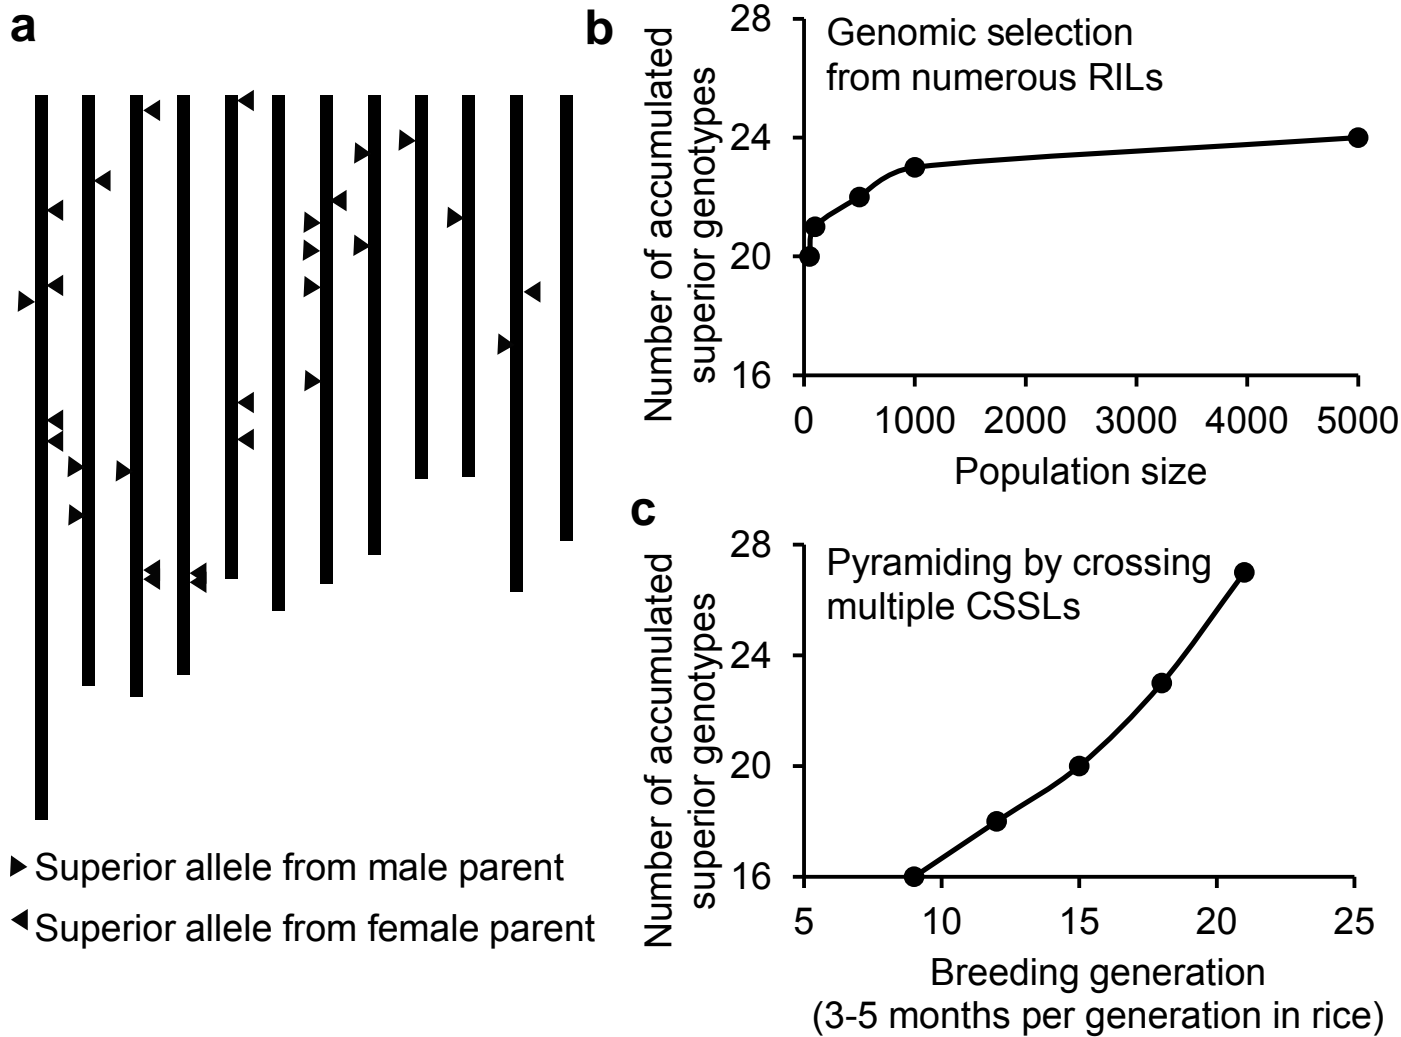 a
Superior allele from male parent
Superior allele from female parent
b
Number of accumulated
superior genotypes
28
24
20
16
Genomic selection
from numerous RILs
0 1000 2000 3000 4000 5000
Population size
c
Number of accumulated
superior genotypes
28
24
20
16
Pyramiding by crossing
multiple CSSLs
5 10 15 20 25
Breeding generation
(3-5 months per generation in rice)